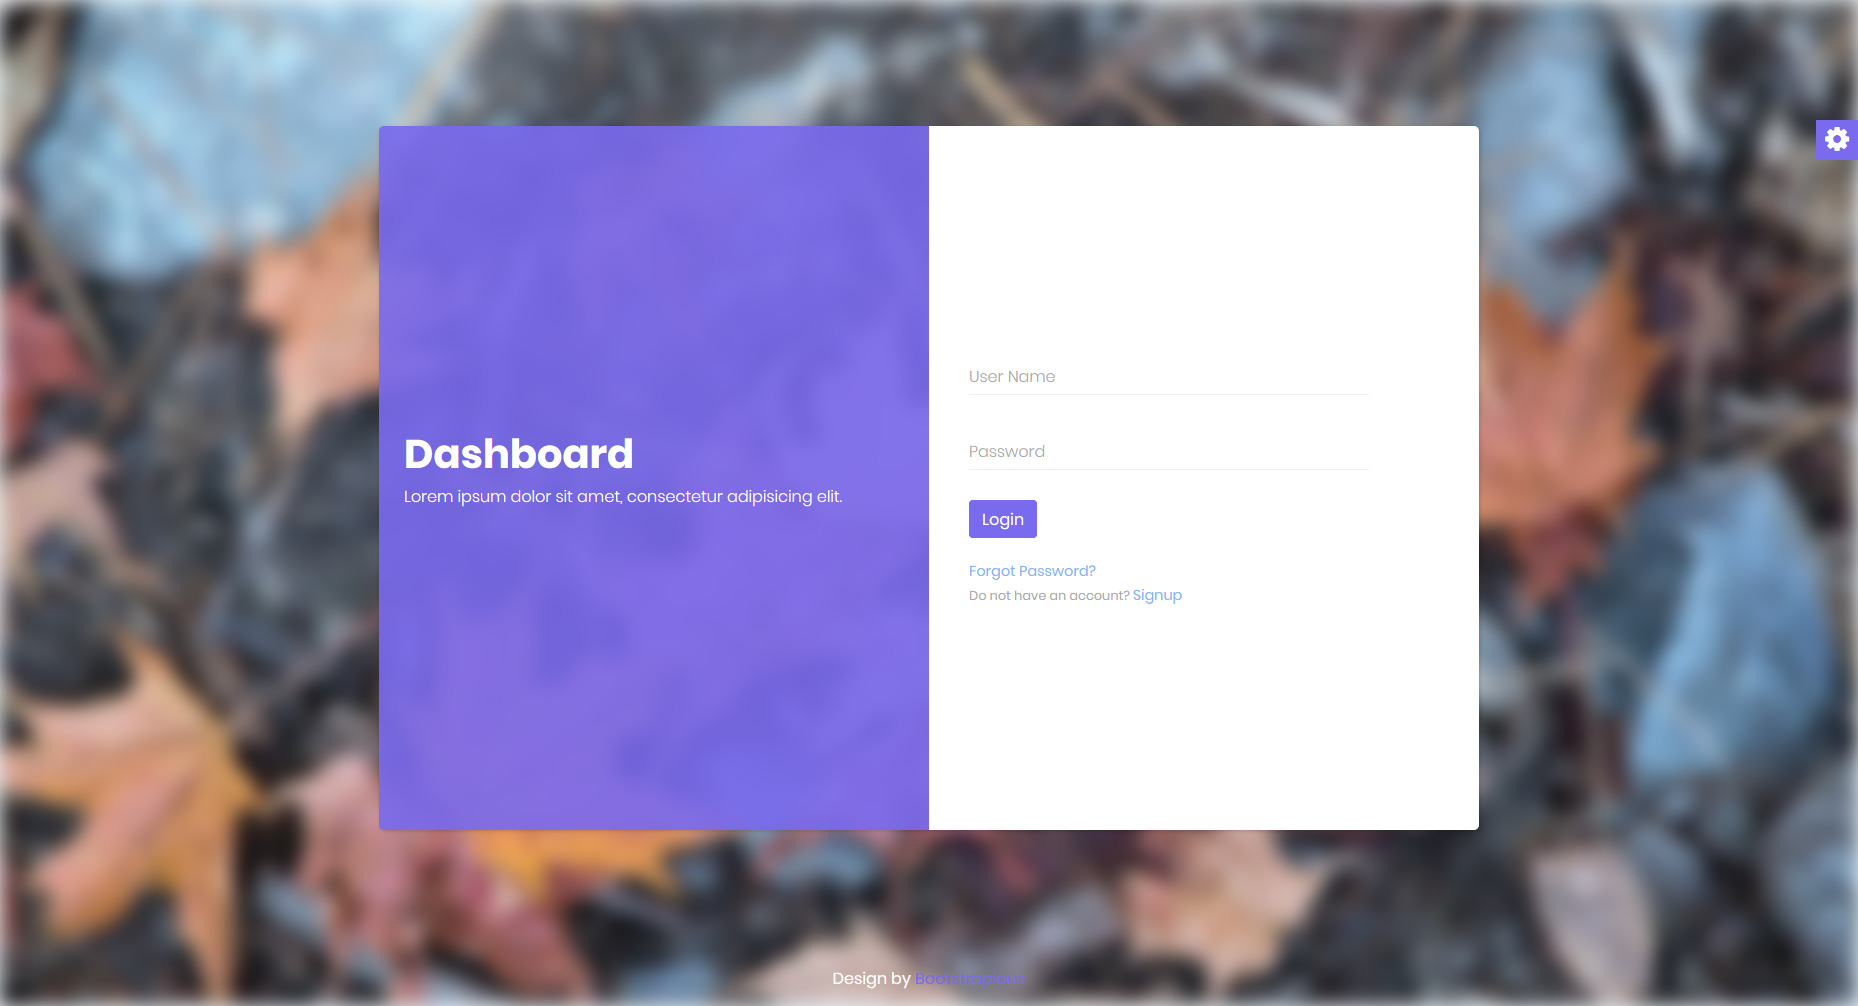 Dashboard
Lorem ipsum dolor sit amet, consectetur adipisicing elit.
User Name
Password
Login
Forgot Password?
Do not have an account? Signup
Design by Bootstrapious